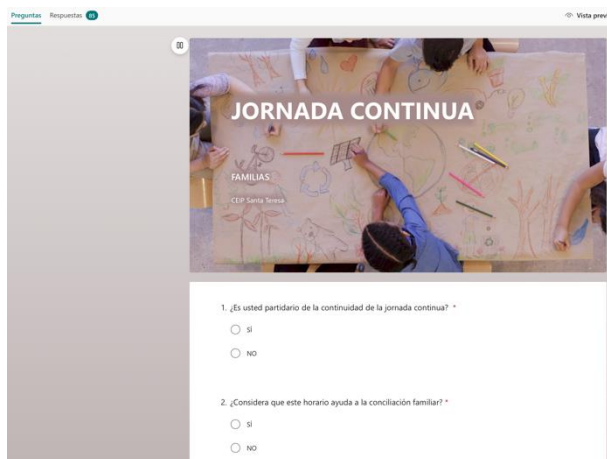 Preguntas Respuestas 85 Vista prev
JORNADA CONTINUA
FAMILIAS
CEIP Santa Teresa
1. ¿Es usted partidario de la continuidad de la jornada continua? *
SÍ
NO
2. ¿Considera que este horario ayuda a la conciliación familiar? *
SÍ
NO